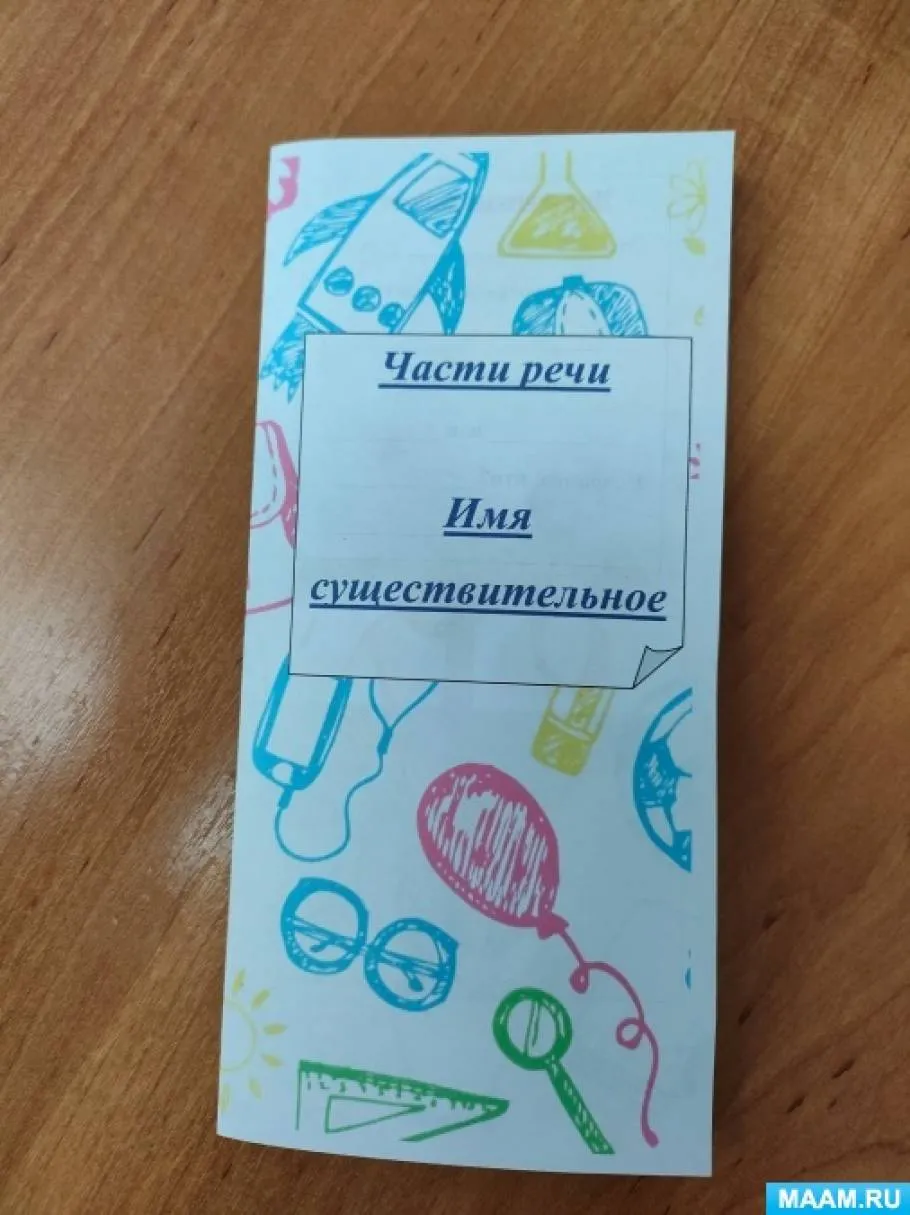 Части речи
Имя
существительное
MAAM.RU